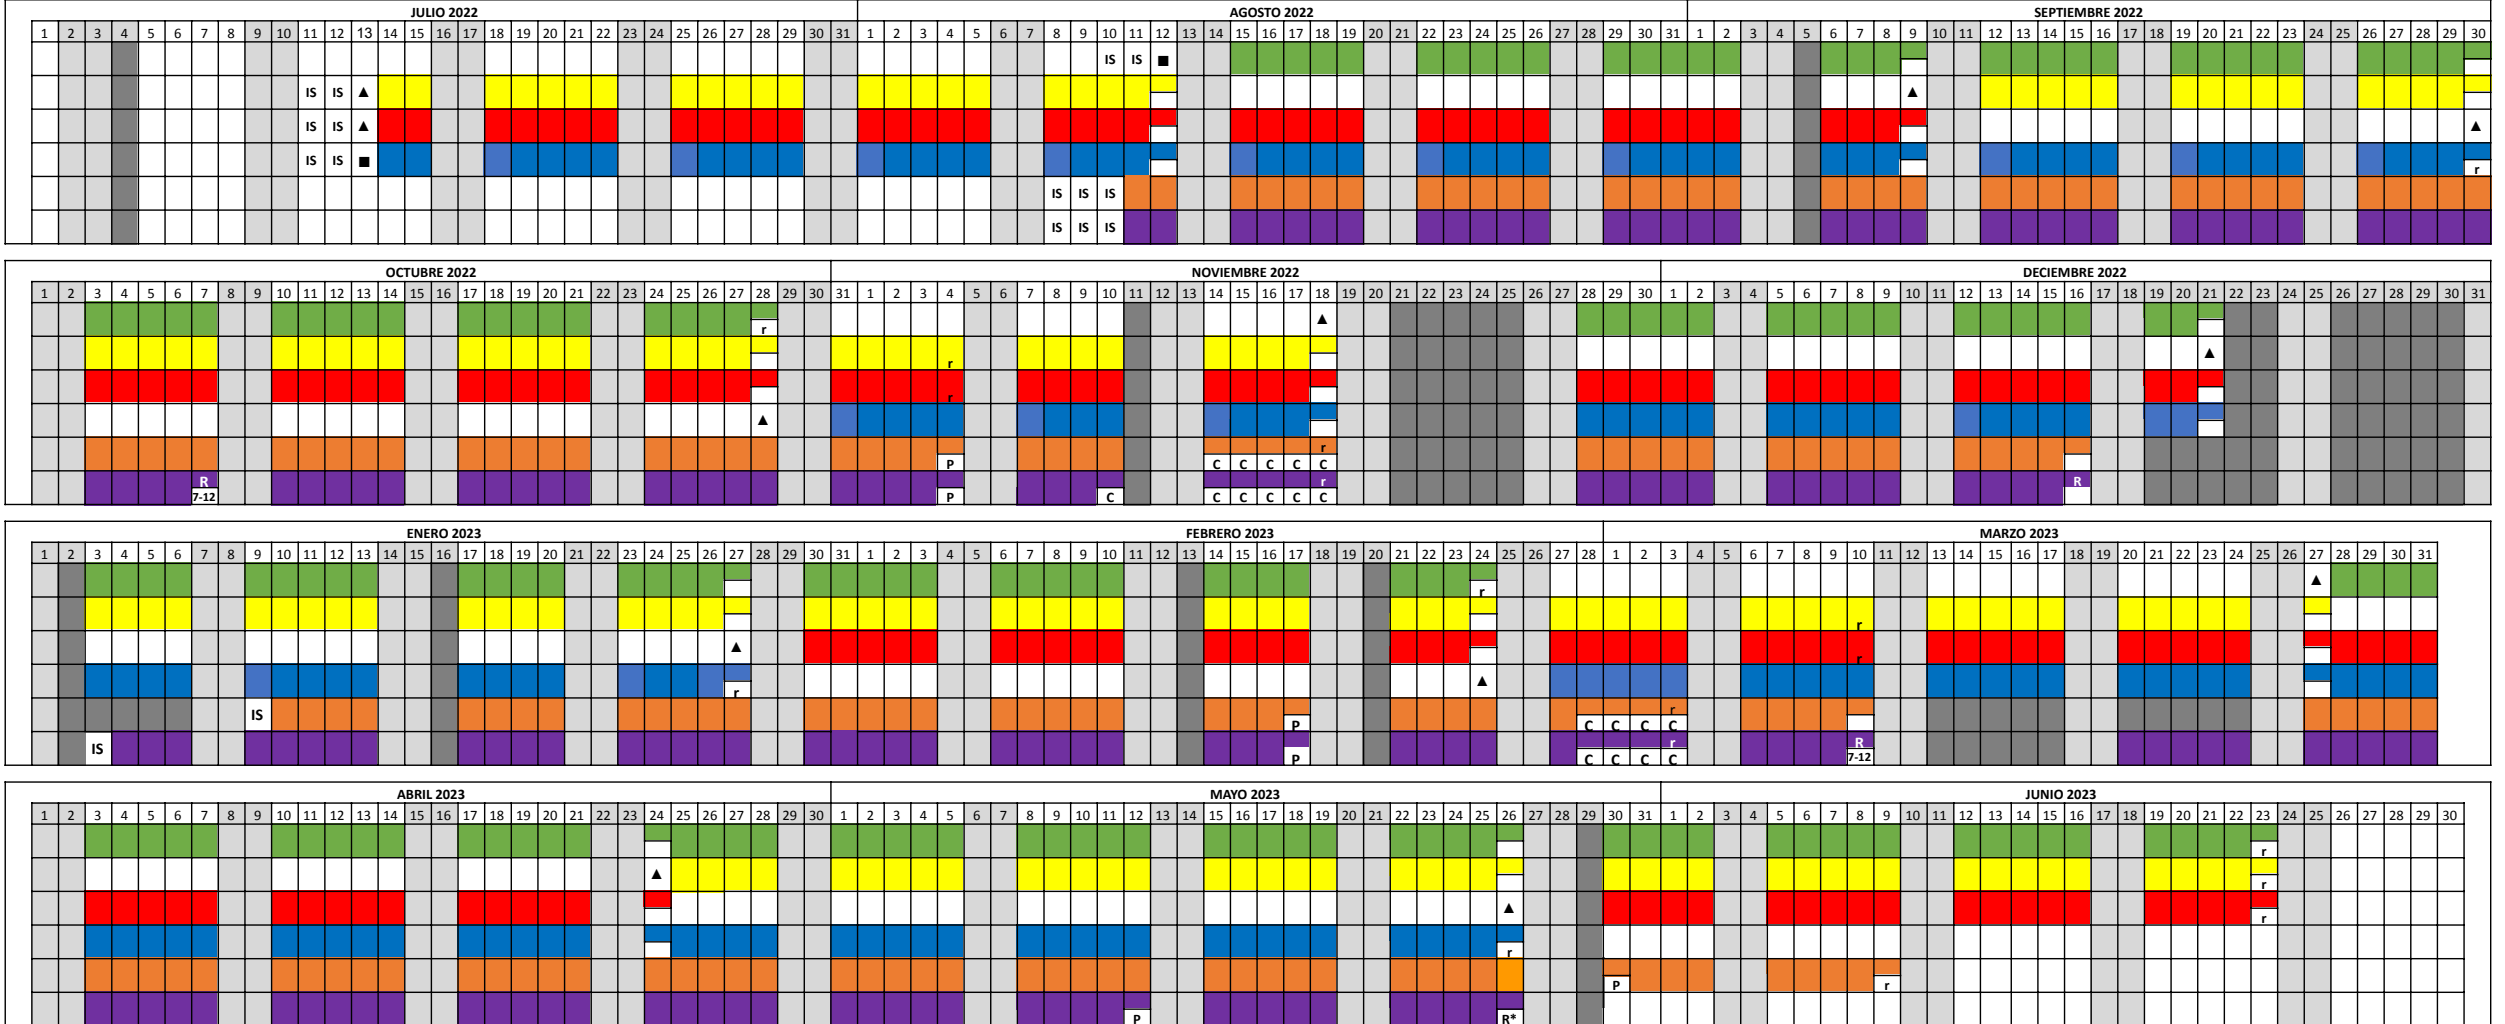 JULIO 2022 AGOSTO 2022 SEPTIEMBRE 2022
1 2 3 4 5 6 7 8 9 10 11 12 13 14 15 16 17 18 19 20 21 22 23 24 25 26 27 28 29 30 31 1 2 3 4 5 6 7 8 9 10 11 12 13 14 15 16 17 18 19 20 21 22 23 24 25 26 27 28 29 30 31 1 2 3 4 5 6 7 8 9 10 11 12 13 14 15 16 17 18 19 20 21 22 23 24 25 26 27 28 29 30
IS IS ■
IS IS ▲ ▲
IS IS ▲ ▲
IS IS ■ r
IS IS IS
IS IS IS
OCTUBRE 2022 NOVIEMBRE 2022 DECIEMBRE 2022
1 2 3 4 5 6 7 8 9 10 11 12 13 14 15 16 17 18 19 20 21 22 23 24 25 26 27 28 29 30 31 1 2 3 4 5 6 7 8 9 10 11 12 13 14 15 16 17 18 19 20 21 22 23 24 25 26 27 28 29 30 1 2 3 4 5 6 7 8 9 10 11 12 13 14 15 16 17 18 19 20 21 22 23 24 25 26 27 28 29 30 31
r ▲
r ▲
r
▲
r
P C C C C C
R r R
7-12 P C C C C C C
ENERO 2023 FEBRERO 2023 MARZO 2023
1 2 3 4 5 6 7 8 9 10 11 12 13 14 15 16 17 18 19 20 21 22 23 24 25 26 27 28 29 30 31 1 2 3 4 5 6 7 8 9 10 11 12 13 14 15 16 17 18 19 20 21 22 23 24 25 26 27 28 1 2 3 4 5 6 7 8 9 10 11 12 13 14 15 16 17 18 19 20 21 22 23 24 25 26 27 28 29 30 31
r ▲
r
▲ r
r ▲
IS r
P C C C C
IS r R
P C C C C 7-12
ABRIL 2023 MAYO 2023 JUNIO 2023
1 2 3 4 5 6 7 8 9 10 11 12 13 14 15 16 17 18 19 20 21 22 23 24 25 26 27 28 29 30 1 2 3 4 5 6 7 8 9 10 11 12 13 14 15 16 17 18 19 20 21 22 23 24 25 26 27 28 29 30 31 1 2 3 4 5 6 7 8 9 10 11 12 13 14 15 16 17 18 19 20 21 22 23 24 25 26 27 28 29 30
r
▲ r
▲ r
r
P r
P R*